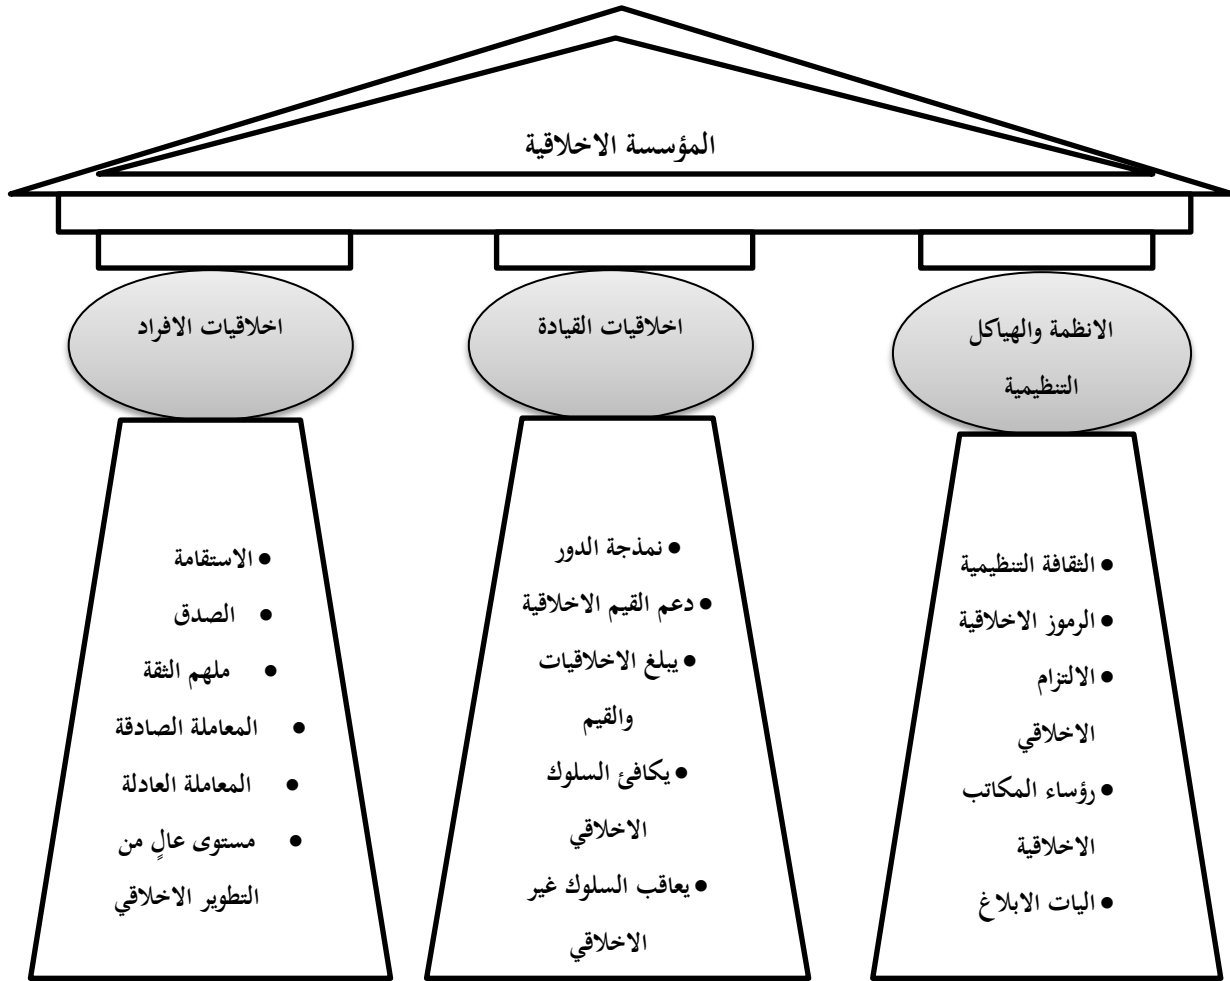 المؤسسة الاخلاقية
الانظمة والهياكل
التنظيمية
• الثقافة التنظيمية
• الرموز الاخلاقية
• الالتزام
الاخلاقي
• رؤساء المكاتب
الاخلاقية
• اليات الابلاغ
اخلاقيات القيادة
• نمذجة الدور
• دعم القيم الاخلاقية
• يبلغ الاخلاقيات
والقيم
• يكافئ السلوك
الاخلاقي
• يعاقب السلوك غير
الاخلاقي
اخلاقيات الافراد
• الاستقامة
• الصدق
• ملهم الثقة
• المعاملة الصادقة
• المعاملة العادلة
• مستوى عالٍ من
التطوير الاخلاقي